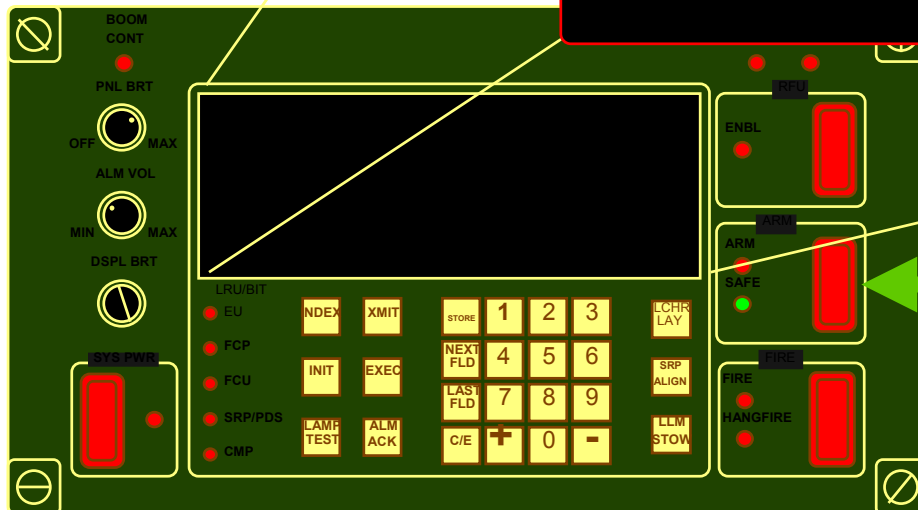 BOOM
CONT
PNL BRT
OFF MAX
ALM VOL
MIN MAX
DSPL BRT
SYS PWR
LRU/BIT
EU
FCP
FCU
SRP/PDS
CMP
NDEX XMIT
INIT EXEC
LAMP
TEST
ALM
ACK
STORE 1 2 3
NEXT
FLD
4 5 6
LAST
FLD
7 8 9
C/E + 0 -
LCHR
LAY
SRP
ALIGN
LLM
STOW
RFU
ENBL
ARM
ARM
SAFE
FIRE
FIRE
HANGFIRE